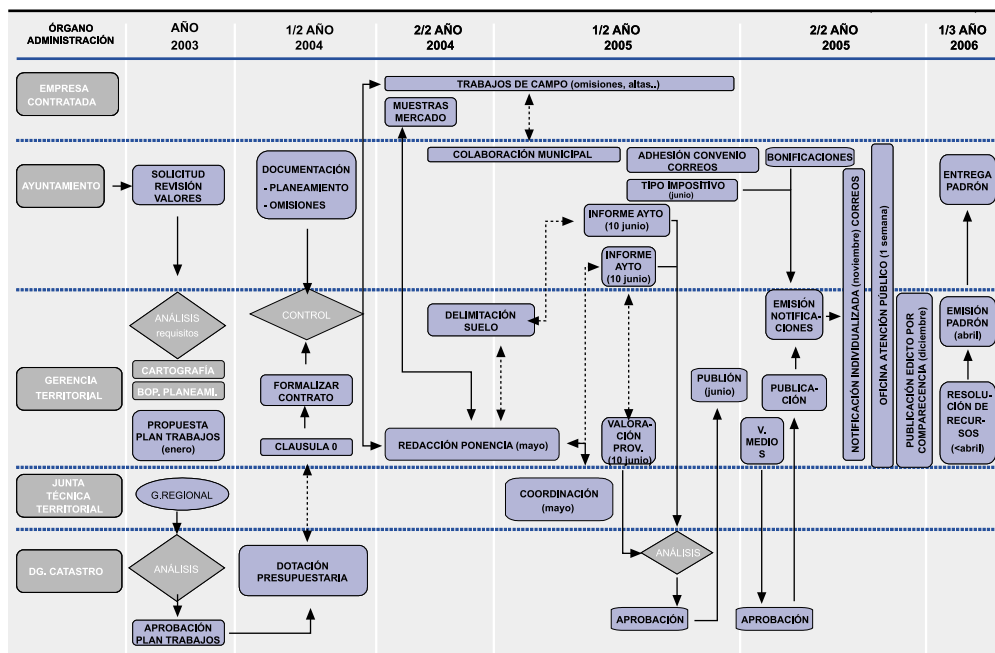 ÓRGANO
ADMINISTRACIÓN
AÑO
2003
1/2 AÑO
2004
2/2 AÑO
2004
1/2 AÑO
2005
2/2 AÑO
2005
1/3 AÑO
2006
EMPRESA
CONTRATADA
TRABAJOS DE CAMPO (omisiones, altas..)
MUESTRAS
MERCADO
AYUNTAMIENTO
SOLICITUD
REVISIÓN
VALORES
DOCUMENTACIÓN
- PLANEAMIENTO
- OMISIONES
COLABORACIÓN MUNICIPAL
ADHESIÓN CONVENIO
CORREOS
BONIFICACIONES
TIPO IMPOSITIVO
(junio)
INFORME AYTO
(10 junio)
INFORME
AYTO
(10 junio)
NOTIFICACIÓN INDIVIDUALIZADA (noviembre) CORREOS
OFICINA ATENCIÓN PÚBLICO (1 semana)
PUBLICACIÓN EDICTO POR
COMPARECENCIA (diciembre)
ENTREGA
PADRÓN
GERENCÍA
TERRITORIAL
ANÁLISIS
requisitos
CARTOGRAFÍA
BOP. PLANEAMI.
PROPUESTA
PLAN TRABAJOS
(enero)
CONTROL
FORMALÍZAR
CONTRATO
CLAUSULA 0
DELIMITACIÓN
SUELO
REDACCIÓN PONENCIA (mayo)
VALORA-
CIÓN
PROV.
(10 junio)
PUBLIÓN
(junio)
EMISIÓN
NOTIFICA-
CIONES
PUBLICA-
CIÓN
V.
MEDIO
S
EMISIÓN
PADRÓN
(abril)
RESOLU-
CIÓN DE
RECUR-
SOS
(<abril)
JUNTA
TÉCNICA
TERRITORIAL
G.REGIONAL
COORDINACIÓN
(mayo)
DG. CATASTRO
ANÁLISIS
APROBACIÓN
PLAN TRABAJOS
DOTACIÓN
PRESUPUESTARIA
ANÁLISIS
APROBACIÓN
APROBACIÓN